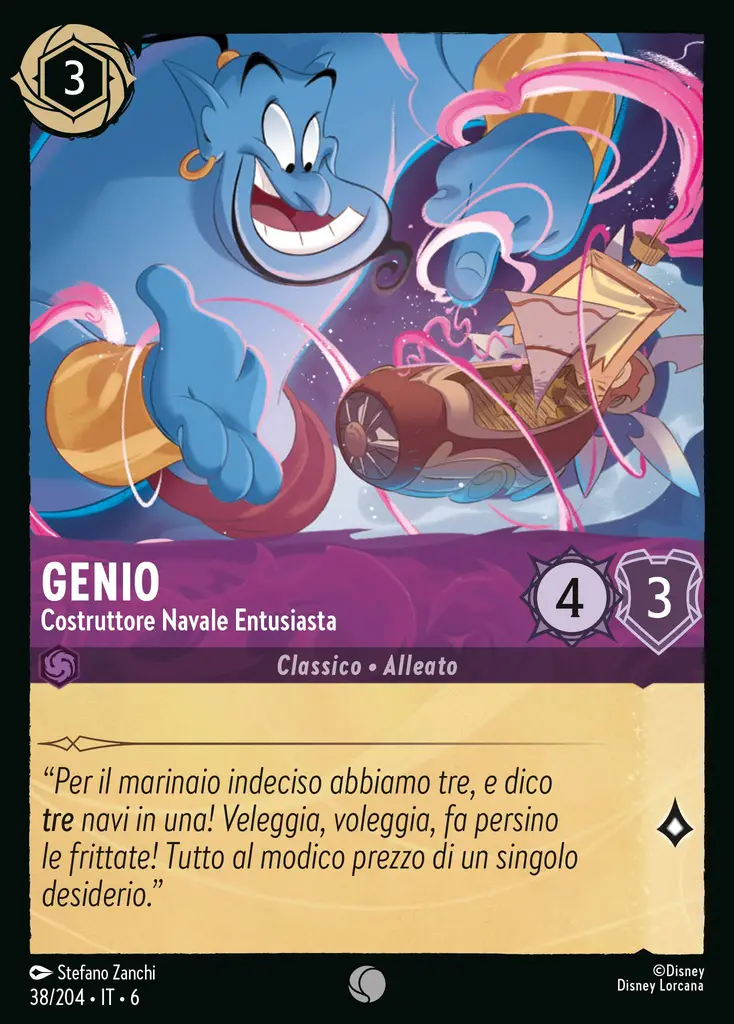 3
GENIO
Costruttore Navale Entusiasta
4
3
Classico • Alleato
“Per il marinaio indeciso abbiamo tre, e dico
tre navi in una! Veleggia, voleggia, fa persino
le frittate! Tutto al modico prezzo di un singolo
desiderio.”
Stefano Zanchi
38/204 • IT • 6
©Disney
Disney Lorcana